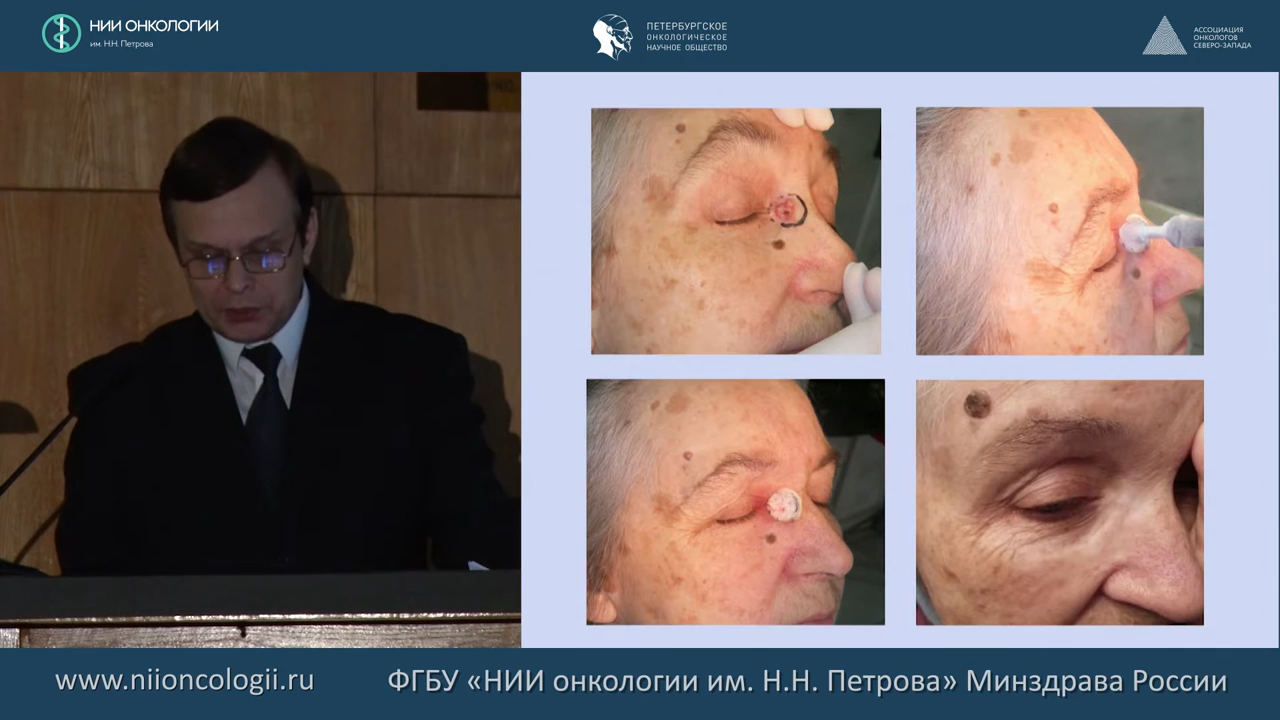 НИИ ОНКОЛОГИИ
им. Н.Н. Петрова
ПЕТЕРБУРГСКОЕ
ОНКОЛОГИЧЕСКОЕ
НАУЧНОЕ ОБЩЕСТВО
АССОЦИАЦИЯ
ОНКОЛОГОВ
СЕВЕРО-ЗАПАДА
www.niioncologii.ru
ФГБУ «НИИ онкологии им. Н.Н. Петрова» Минздрава России